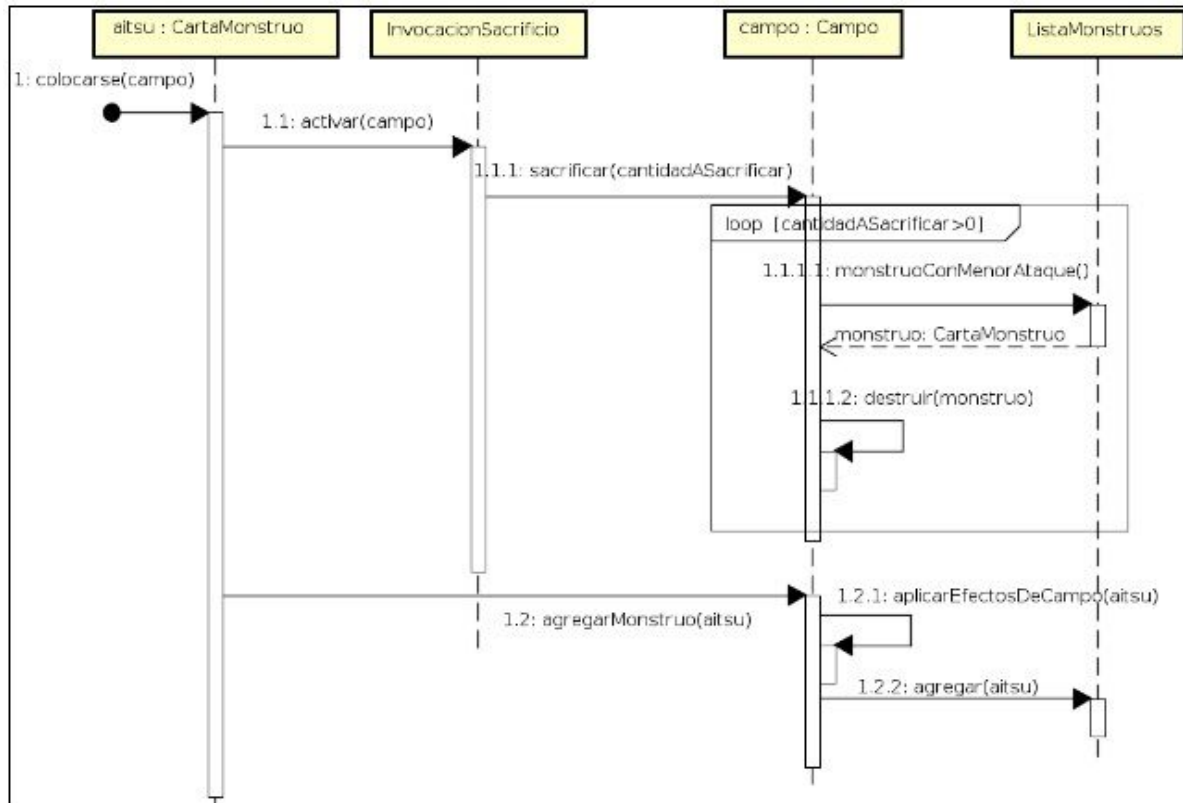 aitsu : CartaMonstruo
InvocacionSacrificio
campo : Campo
ListaMonstruos
1: colocarse(campo)
1.1: activar(campo)
1.1.1: sacrificar(cantidadASacrificar)
loop [cantidadASacrificar>0]
1.1.1.1: monstruoConMenorAtaque()
monstruo: CartaMonstruo
1.1.1.2: destruir(monstruo)
1.2: agregarMonstruo(aitsu)
1.2.1: aplicarEfectosDeCampo(aitsu)
1.2.2: agregar(aitsu)